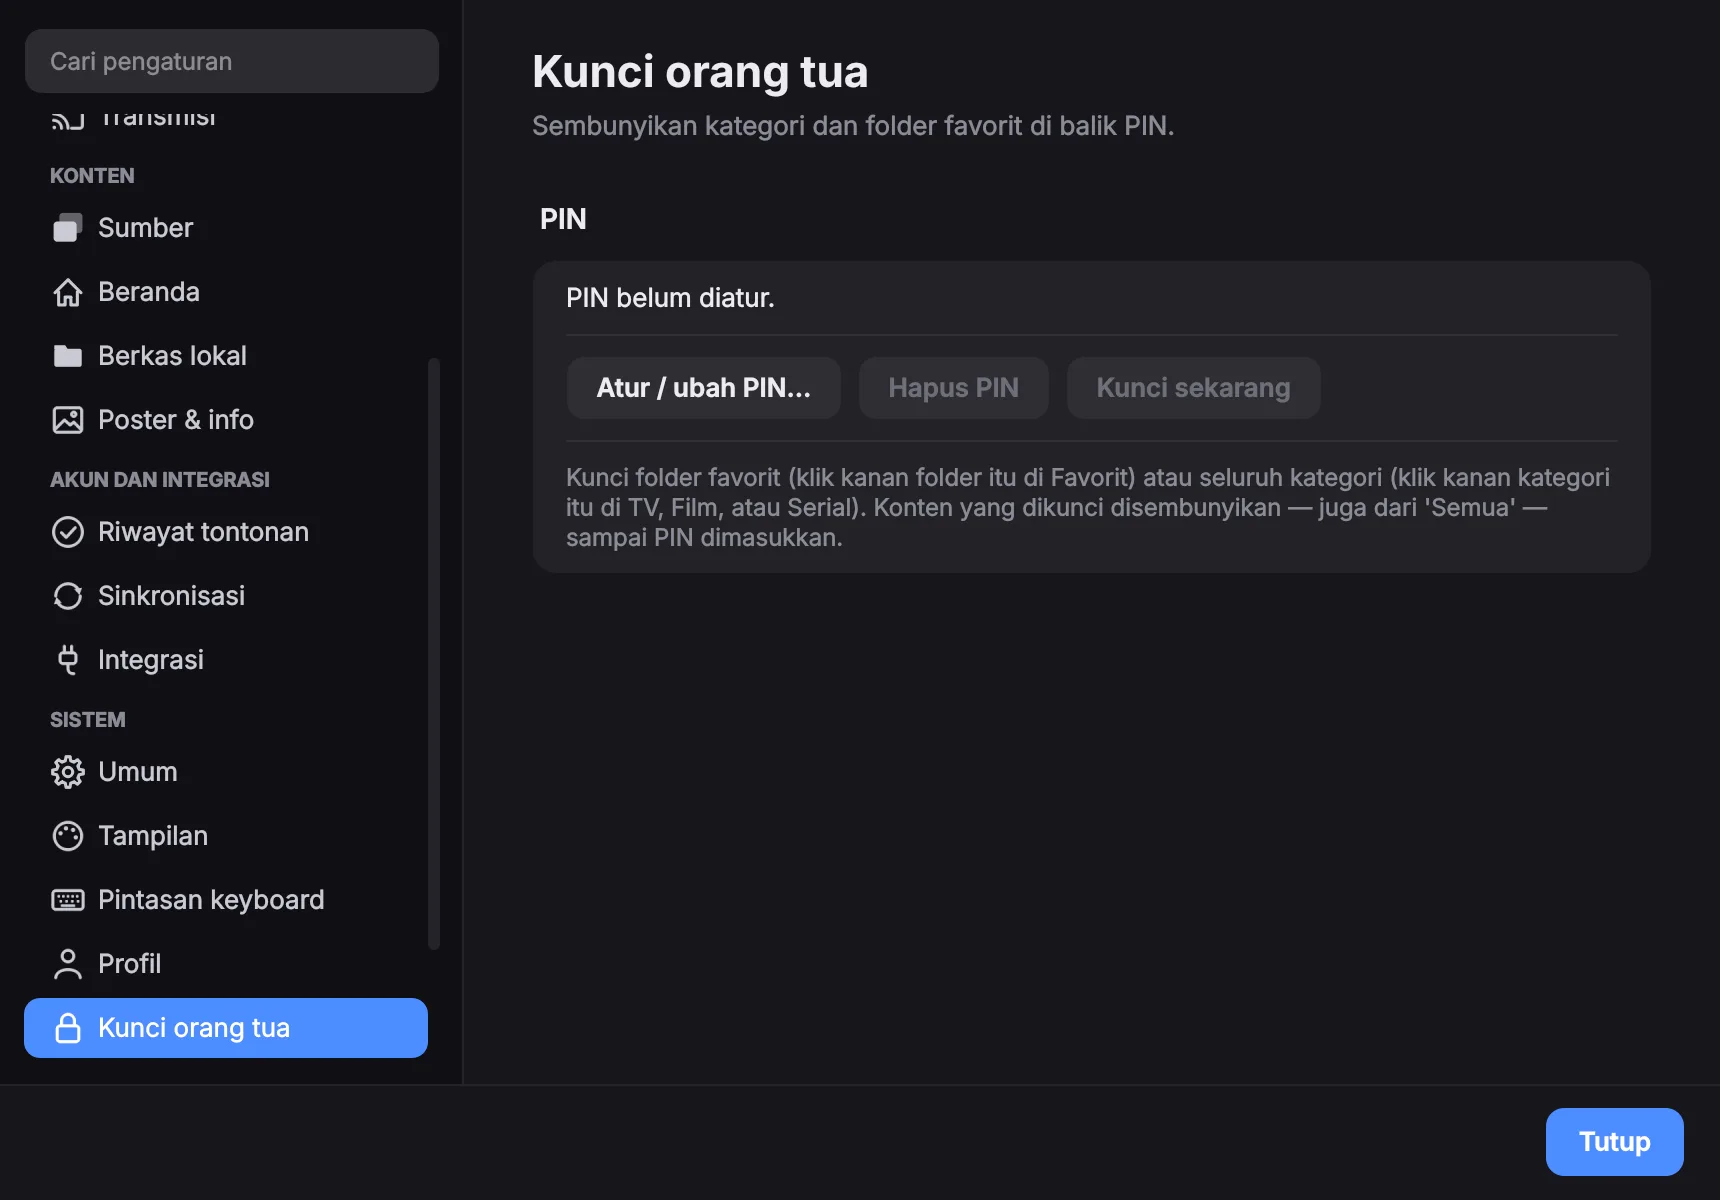 Cari pengaturan
Transmisi
KONTEN
Sumber
Beranda
Berkas lokal
Poster & info
AKUN DAN INTEGRASI
Riwayat tontonan
Sinkronisasi
Integrasi
SISTEM
Umum
Tampilan
Pintasan keyboard
Profil
Kunci orang tua
Kunci orang tua
Sembunyikan kategori dan folder favorit di balik PIN.
PIN
PIN belum diatur.
Atur / ubah PIN...
Hapus PIN
Kunci sekarang
Kunci folder favorit (klik kanan folder itu di Favorit) atau seluruh kategori (klik kanan kategori
itu di TV, Film, atau Serial). Konten yang dikunci disembunyikan — juga dari 'Semua' —
sampai PIN dimasukkan.
Tutup